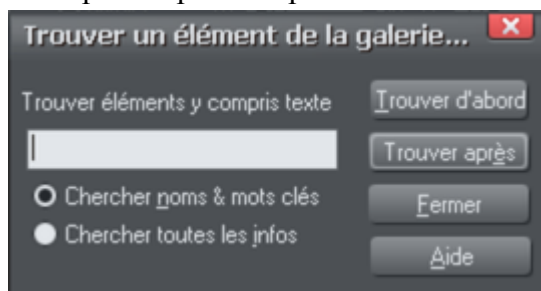 Trouver un élément de la galerie...
Trouver éléments y compris texte
Trouver d'abord
Trouver après
Chercher noms & mots clés
Fermer
Chercher toutes les infos
Aide